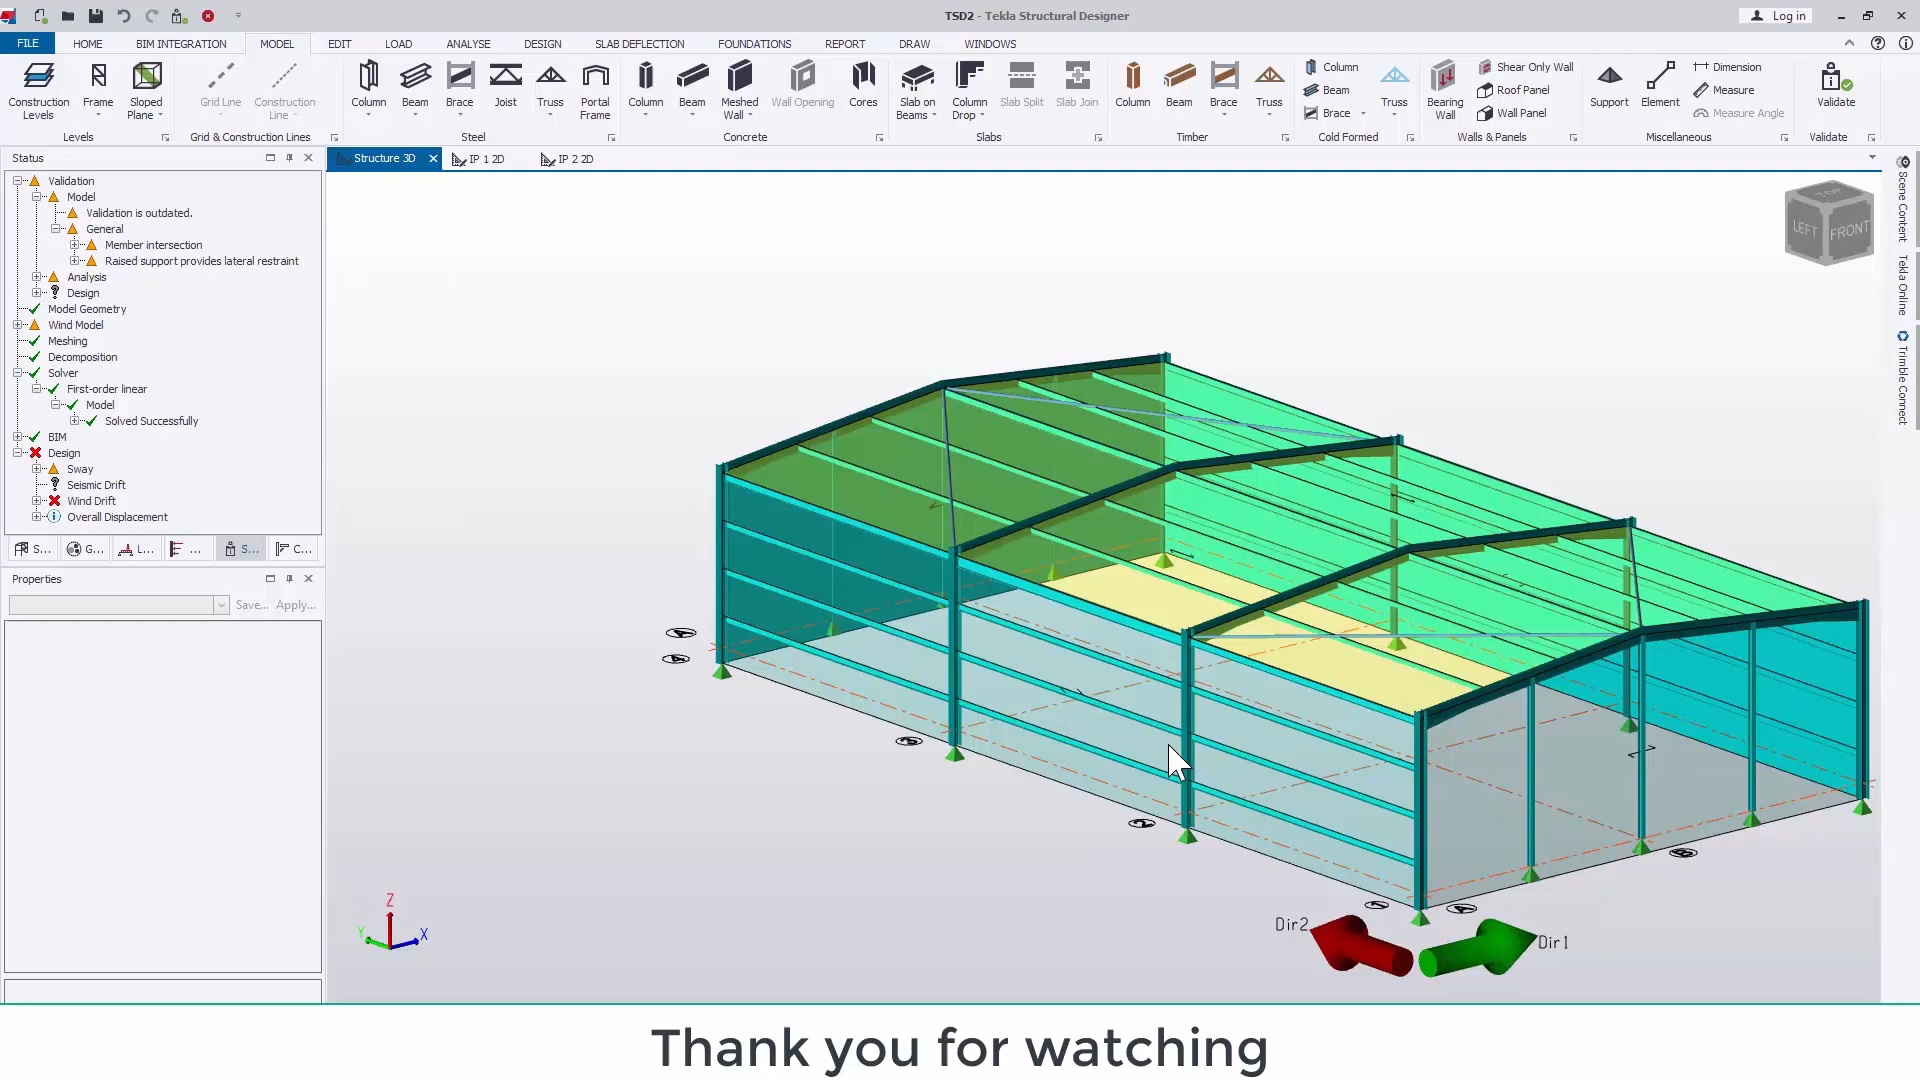 TSD2 - Tekla Structural Designer
Log in
FILE HOME BIM INTEGRATION MODEL EDIT LOAD ANALYSE DESIGN SLAB DEFLECTION FOUNDATIONS REPORT DRAW WINDOWS
Construction Levels
Frame
Sloped Plane
Levels
Grid Line
Construction Line
Grid & Construction Lines
Column
Beam
Brace
Joist
Truss
Portal Frame
Steel
Column
Beam
Meshed Wall
Wall Opening
Cores
Concrete
Slab on Beams
Column Drop
Slab Split
Slab Join
Slabs
Column
Beam
Brace
Truss
Timber
Column
Beam
Brace
Truss
Cold Formed
Bearing Wall
Shear Only Wall
Roof Panel
Wall Panel
Walls & Panels
Support
Element
Dimension
Measure
Measure Angle
Miscellaneous
Validate
Validate
Status
Structure 3D
IP 1 2D
IP 2 2D
Validation
Model
Validation is outdated.
General
Member intersection
Raised support provides lateral restraint
Analysis
Design
Model Geometry
Wind Model
Meshing
Decomposition
Solver
First-order linear
Model
Solved Successfully
BIM
Design
Sway
Seismic Drift
Wind Drift
Overall Displacement
S... G... L... ... S... C...
Properties
Save... Apply...
TOP
LEFT
FRONT
Scene Content
Tekla Online
Trimble Connect
A
4
3
2
1
A
B
Dir2
Dir1
Z
Y
X
Thank you for watching